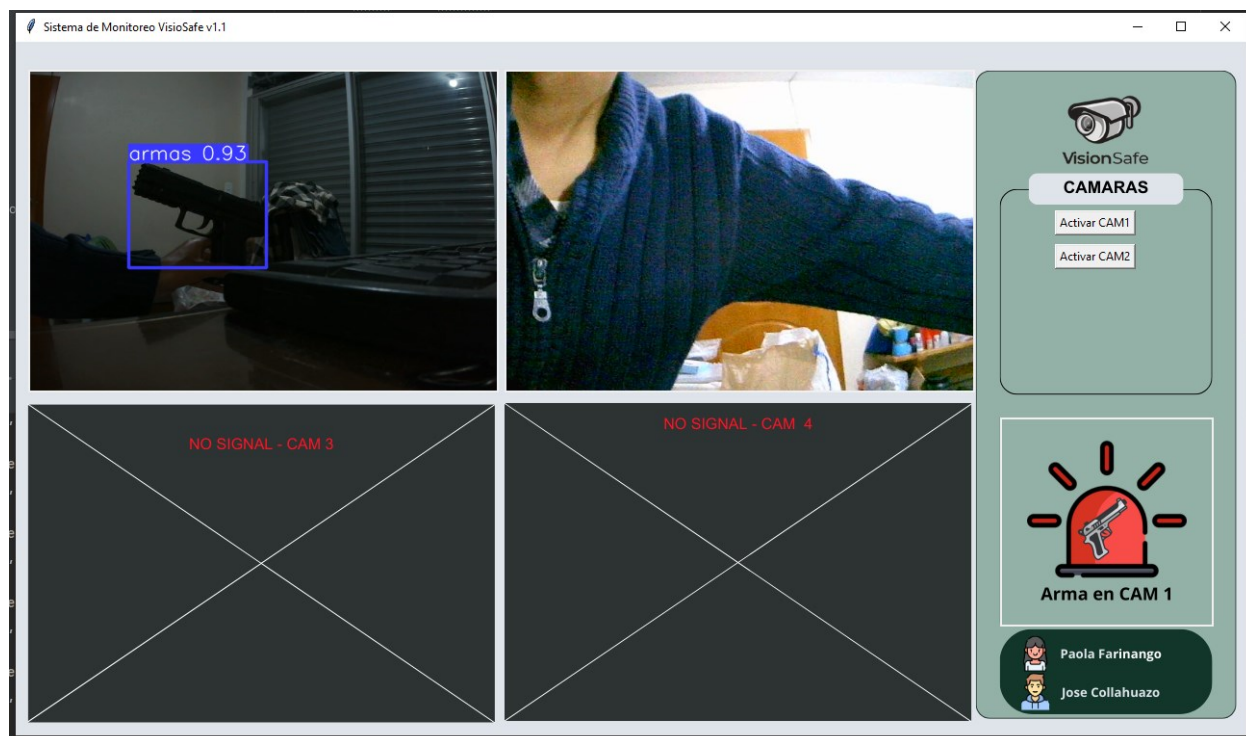 Sistema de Monitoreo VisioSafe v1.1
armas 0.93
NO SIGNAL - CAM 3
NO SIGNAL - CAM 4
VisionSafe
CAMARAS
Activar CAM1
Activar CAM2
Arma en CAM 1
Paola Farinango
Jose Collahuazo